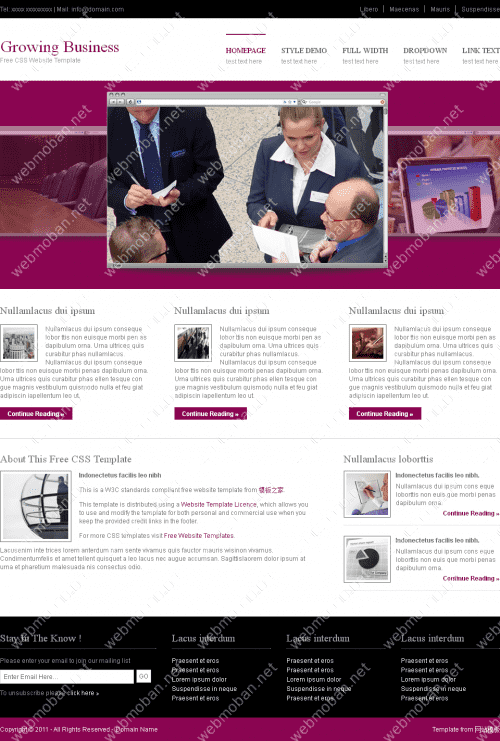 Tel: xxxxx xxxxxxxxxx | Mail: info@domain.com
Libero | Maecenas | Mauris | Suspendisse
Growing Business
Free CSS Website Template
HOMEPAGE STYLE DEMO FULL WIDTH DROPDOWN LINK TEXT
test text here test text here test text here test text here test text here
Nullamlacus dui ipsum
Nullamlacus dui ipsum conseque
lobortis non euisque morbi pen as
dapibulum orna. Urna ultrices quis
curabitur phas nullamlacus.
Nullamlacus dui ipsum conseque
lobortis non euisque morbi penas dapibulum orna.
Urna ultrices quis curabitur phas ellen tesque con
gue magnis vestibulum quismodo nulla et feu giat
adipiscin iapellentum leo ut.
Continue Reading »
Nullamlacus dui ipsum
Nullamlacus dui ipsum conseque
lobortis non euisque morbi pen as
dapibulum orna. Urna ultrices quis
curabitur phas nullamlacus.
Nullamlacus dui ipsum conseque
lobortis non euisque morbi penas dapibulum orna.
Urna ultrices quis curabitur phas ellen tesque con
gue magnis vestibulum quismodo nulla et feu giat
adipiscin iapellentum leo ut.
Continue Reading »
Nullamlacus dui ipsum
Nullamlacus dui ipsum conseque
lobortis non euisque morbi pen as
dapibulum orna. Urna ultrices quis
curabitur phas nullamlacus.
Nullamlacus dui ipsum conseque
lobortis non euisque morbi penas dapibulum orna.
Urna ultrices quis curabitur phas ellen tesque con
gue magnis vestibulum quismodo nulla et feu giat
adipiscin iapellentum leo ut.
Continue Reading »
About This Free CSS Template
Indonectetus facilis leo nibh
This is a W3C standards compliant free website template from 模板之家
This template is distributed using a Website Template Licence, which allows you
to use and modify the template for both personal and commercial use when you
keep the provided credit links in the footer.
For more CSS templates visit Free Website Templates.
Lacusenim inte trices lorem anterdum nam sente vivamus quis fauctor mauris wisinon vivamus.
Condimentumfelis et amet tellent quisquet a leo lacus nec augue accumsan. Sagittislaorem dolor ipsum at
urna et pharetium malesuada nis consectus odio.
Nullamlacus loborttis
Indonectetus facilis leo nibh.
Nullamlacus dui ipsum cons eque
loborttis non euis que morbi penas
dapibulum orna.
Continue Reading »
Indonectetus facilis leo nibh.
Nullamlacus dui ipsum cons eque
loborttis non euis que morbi penas
dapibulum orna.
Continue Reading »
Stay In The Know !
Please enter your email to join our mailing list
Enter Email Here.... GO
To unsubscribe please click here »
Lacus interdum
Praesent et eros
Praesent et eros
Lorem ipsum dolor
Suspendisse in neque
Praesent et eros
Lacus interdum
Praesent et eros
Praesent et eros
Lorem ipsum dolor
Suspendisse in neque
Praesent et eros
Lacus interdum
Praesent et eros
Praesent et eros
Lorem ipsum dolor
Suspendisse in neque
Praesent et eros
Copyright © 2011 - All Rights Reserved - Domain Name
Template from
webmoban.net